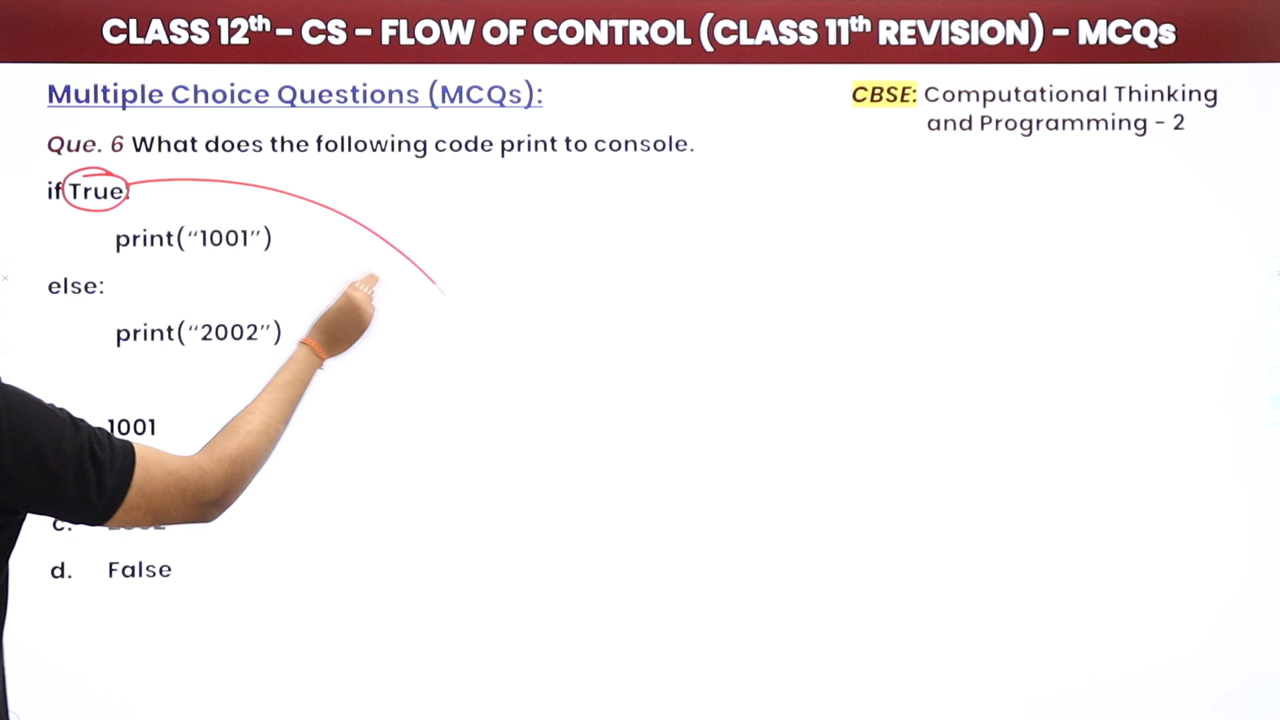 CLASS 12th – CS – FLOW OF CONTROL (CLASS 11th REVISION) – MCQs
Multiple Choice Questions (MCQs):
CBSE: Computational Thinking
and Programming - 2
Que. 6 What does the following code print to console.
if True:
print(“1001”)
else:
print(“2002”)
1001
c. 2002
d. False